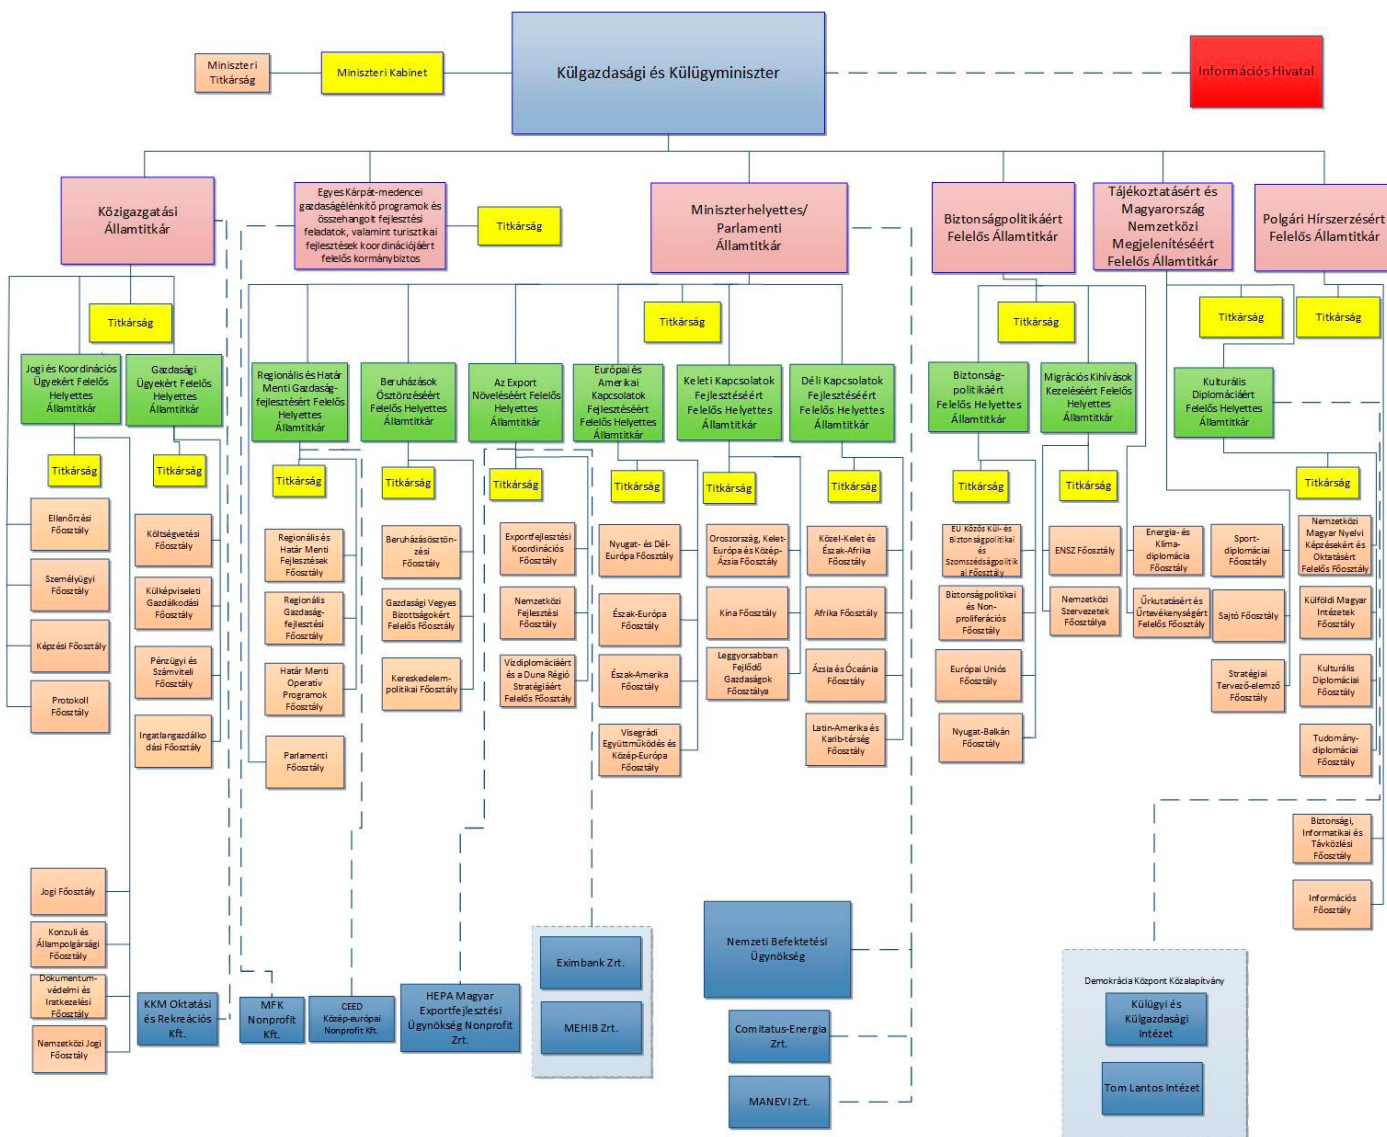 Miniszteri
Titkárság
Miniszteri Kabinet
Külgazdasági és Külügyminiszter
Információs Hivatal
Közigazgatási
Államtitkár
Egyes Kárpát-medencei
gazdaságélénkítő programok és
összehangolt fejlesztési
feladatok, valamint turisztikai
fejlesztések koordinációjáért
felelős kormánybiztos
Titkárság
Miniszterhelyettes/
Parlamenti
Államtitkár
Biztonságpolitikáért
Felelős Államtitkár
Tájékoztatásért és
Magyarország
Nemzetközi
Megjelenítéséért
Felelős Államtitkár
Polgári Hírszerzésért
Felelős Államtitkár
Titkárság
Titkárság
Titkárság
Titkárság
Titkárság
Jogi és Koordinációs
Ügyekért Felelős
Helyettes
Államtitkár
Gazdasági
Ügyekért Felelős
Helyettes
Államtitkár
Regionális és Határ
Menti Gazdaság-
fejlesztésért Felelős
Helyettes
Államtitkár
Beruházások
Ösztönzéséért
Felelős Helyettes
Államtitkár
Az Export
Növeléséért Felelős
Helyettes
Államtitkár
Európai és
Amerikai
Kapcsolatok
Fejlesztéséért
Felelős Helyettes
Államtitkár
Keleti Kapcsolatok
Fejlesztéséért
Felelős Helyettes
Államtitkár
Déli Kapcsolatok
Fejlesztéséért
Felelős Helyettes
Államtitkár
Biztonság-
politikáért
Felelős Helyettes
Államtitkár
Migrációs Kihívások
Kezeléséért Felelős
Helyettes
Államtitkár
Kulturális
Diplomáciáért
Felelős Helyettes
Államtitkár
Titkárság
Titkárság
Titkárság
Titkárság
Titkárság
Titkárság
Titkárság
Titkárság
Titkárság
Titkárság
Titkárság
Ellenőrzési
Főosztály
Személyügyi
Főosztály
Képzési Főosztály
Protokoll
Főosztály
Költségvetési
Főosztály
Külképviseleti
Gazdálkodási
Főosztály
Pénzügyi és
Számviteli
Főosztály
Ingatlangazdálko
dási Főosztály
Regionális és
Határ Menti
Fejlesztések
Főosztály
Regionális
Gazdaság-
fejlesztési Főosztály
Határ Menti
Operatív
Programok
Főosztály
Parlamenti
Főosztály
Beruházásösztön-
zési
Főosztály
Gazdasági Vegyes
Bizottságokért
Felelős Főosztály
Kereskedelem-
politikai Főosztály
Exportfejlesztési
Koordinációs
Főosztály
Nemzetközi
Fejlesztési
Főosztály
Vízdiplomáciáért
és a Duna Régió
Stratégiáért
Felelős Főosztály
Nyugat- és Dél-
Európa Főosztály
Észak-Európa
Főosztály
Észak-Amerika
Főosztály
Visegrádi
Együttműködés és
Közép-Európa
Főosztály
Oroszország, Kelet-
Európa és Közép-
Ázsia Főosztály
Kína Főosztály
Leggyorsabban
Fejlődő
Gazdaságok
Főosztálya
Közel-Kelet és
Észak-Afrika
Főosztály
Afrika Főosztály
Ázsia és Óceánia
Főosztály
Latin-Amerika és
Karib-térség
Főosztály
EU Közös Kül- és
Biztonságpolitikai
és
Szomszédságpolitik
ai Főosztály
Biztonságpolitikai
és Non-
proliferációs
Főosztály
Európai Uniós
Főosztály
Nyugat-Balkán
Főosztály
ENSZ Főosztály
Nemzetközi
Szervezetek
Főosztálya
Energia- és
Klíma-
diplomácia
Főosztály
Űrkutatásért és
Űrtevékenységért
Felelős Főosztály
Sport-
diplomáciai
Főosztály
Sajtó Főosztály
Stratégiai
Tervező-elemző
Főosztály
Nemzetközi
Magyar Nyelvi
Képzésekért és
Oktatásért
Felelős Főosztály
Külföldi Magyar
Intézetek
Főosztály
Kulturális
Diplomáciai
Főosztály
Tudomány-
diplomáciai
Főosztály
Biztonsági,
Informatikai és
Távközlési
Főosztály
Információs
Főosztály
Jogi Főosztály
Konzuli és
Állampolgársági
Főosztály
Dokumentum-
védelmi és
Iratkezelési
Főosztály
Nemzetközi Jogi
Főosztály
KKM Oktatási
és Rekreációs
Kft.
MFK
Nonprofit
Kft.
CEED
Közép-európai
Nonprofit Kft.
HEPA Magyar
Exportfejlesztési
Ügynökség Nonprofit
Zrt.
Eximbank Zrt.
MEHIB Zrt.
Nemzeti Befektetési
Ügynökség
Comitatus-Energia
Zrt.
MANEVI Zrt.
Demokrácia Központ Közalapítvány
Külügyi és
Külgazdasági
Intézet
Tom Lantos Intézet